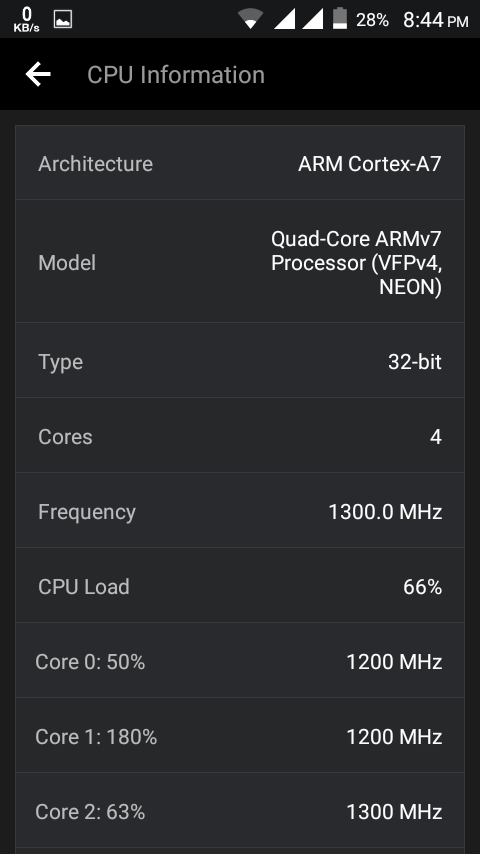 0 KB/s 28% 8:44 PM
CPU Information
Architecture ARM Cortex-A7
Model Quad-Core ARMv7
Processor (VFPv4,
NEON)
Type 32-bit
Cores 4
Frequency 1300.0 MHz
CPU Load 66%
Core 0: 50% 1200 MHz
Core 1: 180% 1200 MHz
Core 2: 63% 1300 MHz